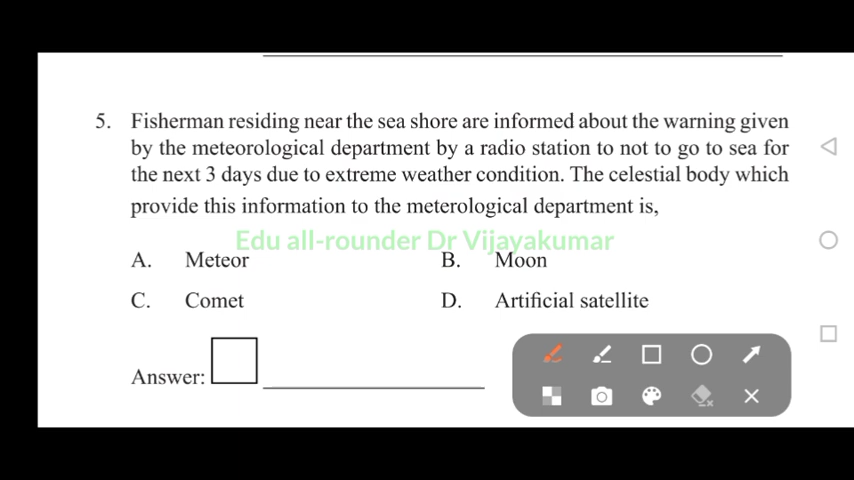 5. Fisherman residing near the sea shore are informed about the warning given
by the meteorological department by a radio station to not to go to sea for
the next 3 days due to extreme weather condition. The celestial body which
provide this information to the meterological department is,
Edu all-rounder Dr Vijayakumar
A. Meteor B. Moon
C. Comet D. Artificial satellite
Answer: